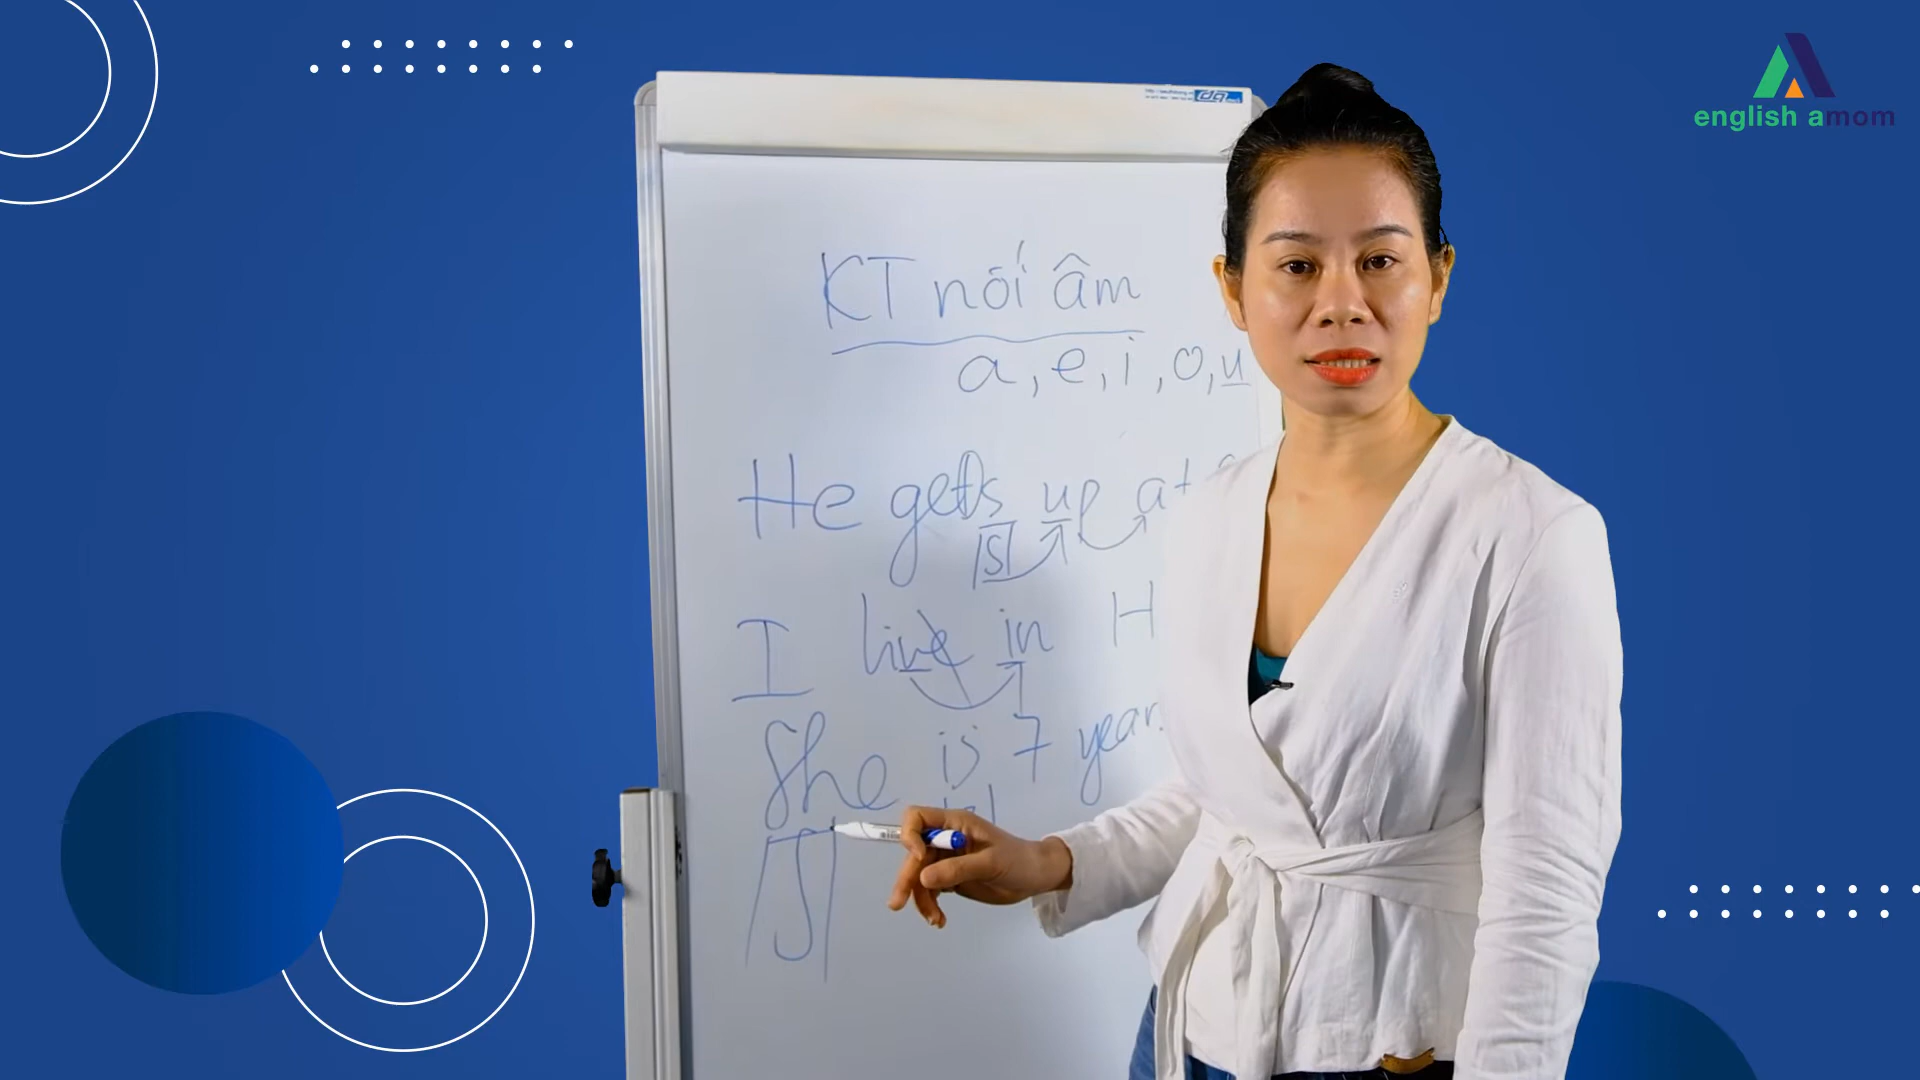 english amom
KT nối âm
a, e, i, o, u
He gets up at
/s/
I live in H
She is 7 year
/ʃ/